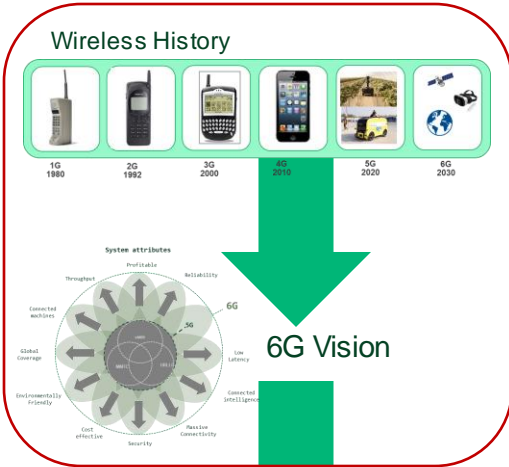 Wireless History
1G
1980
2G
1992
3G
2000
4G
2010
5G
2020
6G
2030
System attributes
Profitable
Throughput
Reliability
Connected
machines
6G
5G
Global
Coverage
Low
Latency
6G Vision
Environmentally
Friendly
Connected
Intelligence
Cost
effective
Massive
Connectivity
Security